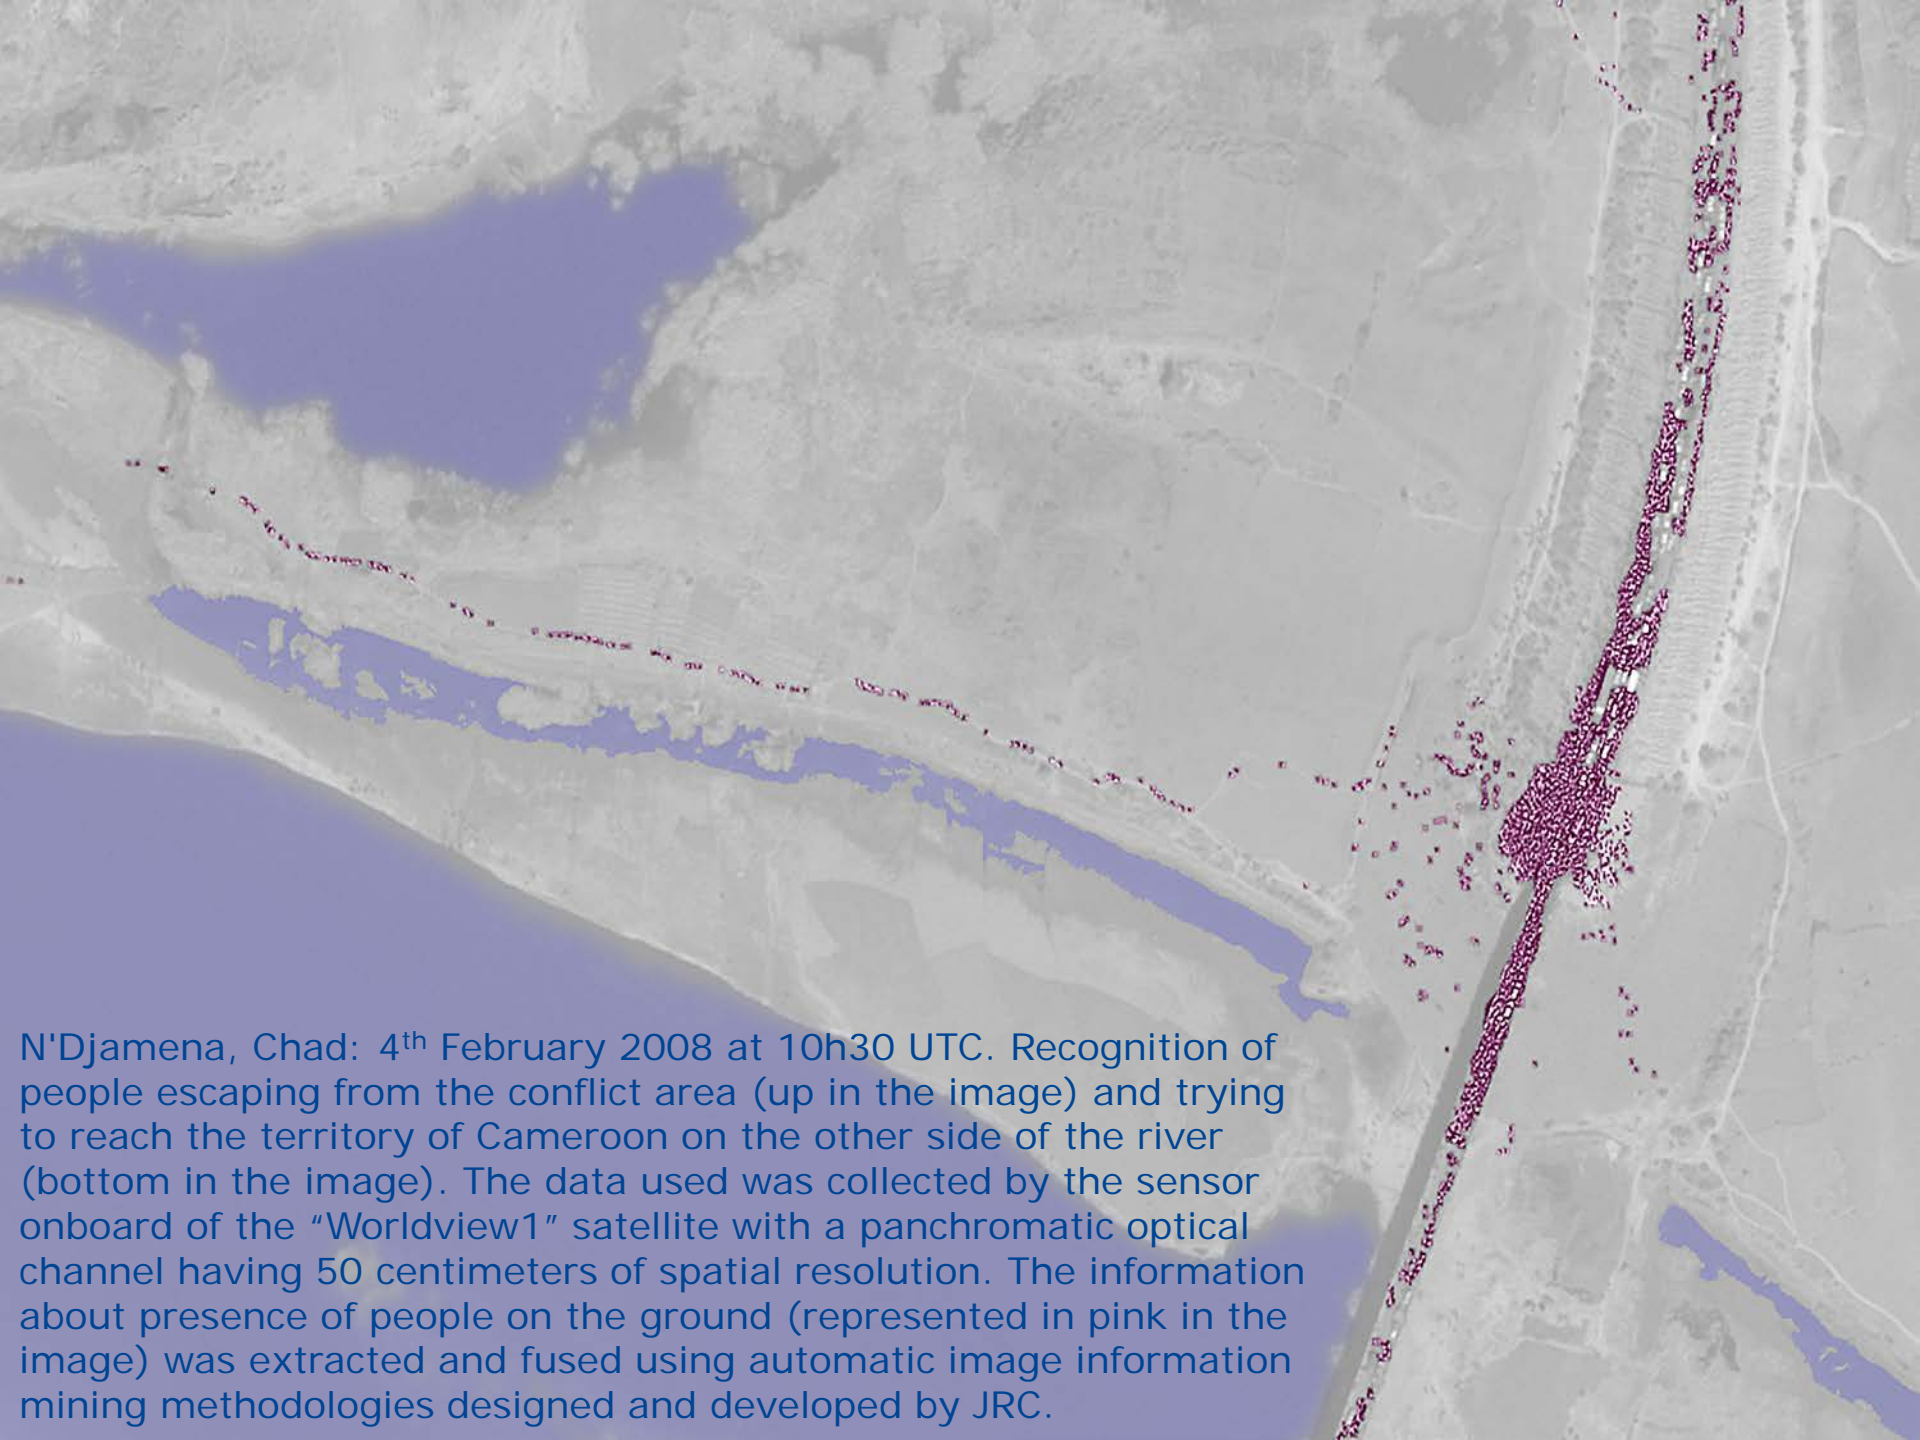 N'Djamena, Chad: 4th February 2008 at 10h30 UTC. Recognition of
people escaping from the conflict area (up in the image) and trying
to reach the territory of Cameroon on the other side of the river
(bottom in the image). The data used was collected by the sensor
onboard of the “Worldview1” satellite with a panchromatic optical
channel having 50 centimeters of spatial resolution. The information
about presence of people on the ground (represented in pink in the
image) was extracted and fused using automatic image information
mining methodologies designed and developed by JRC.